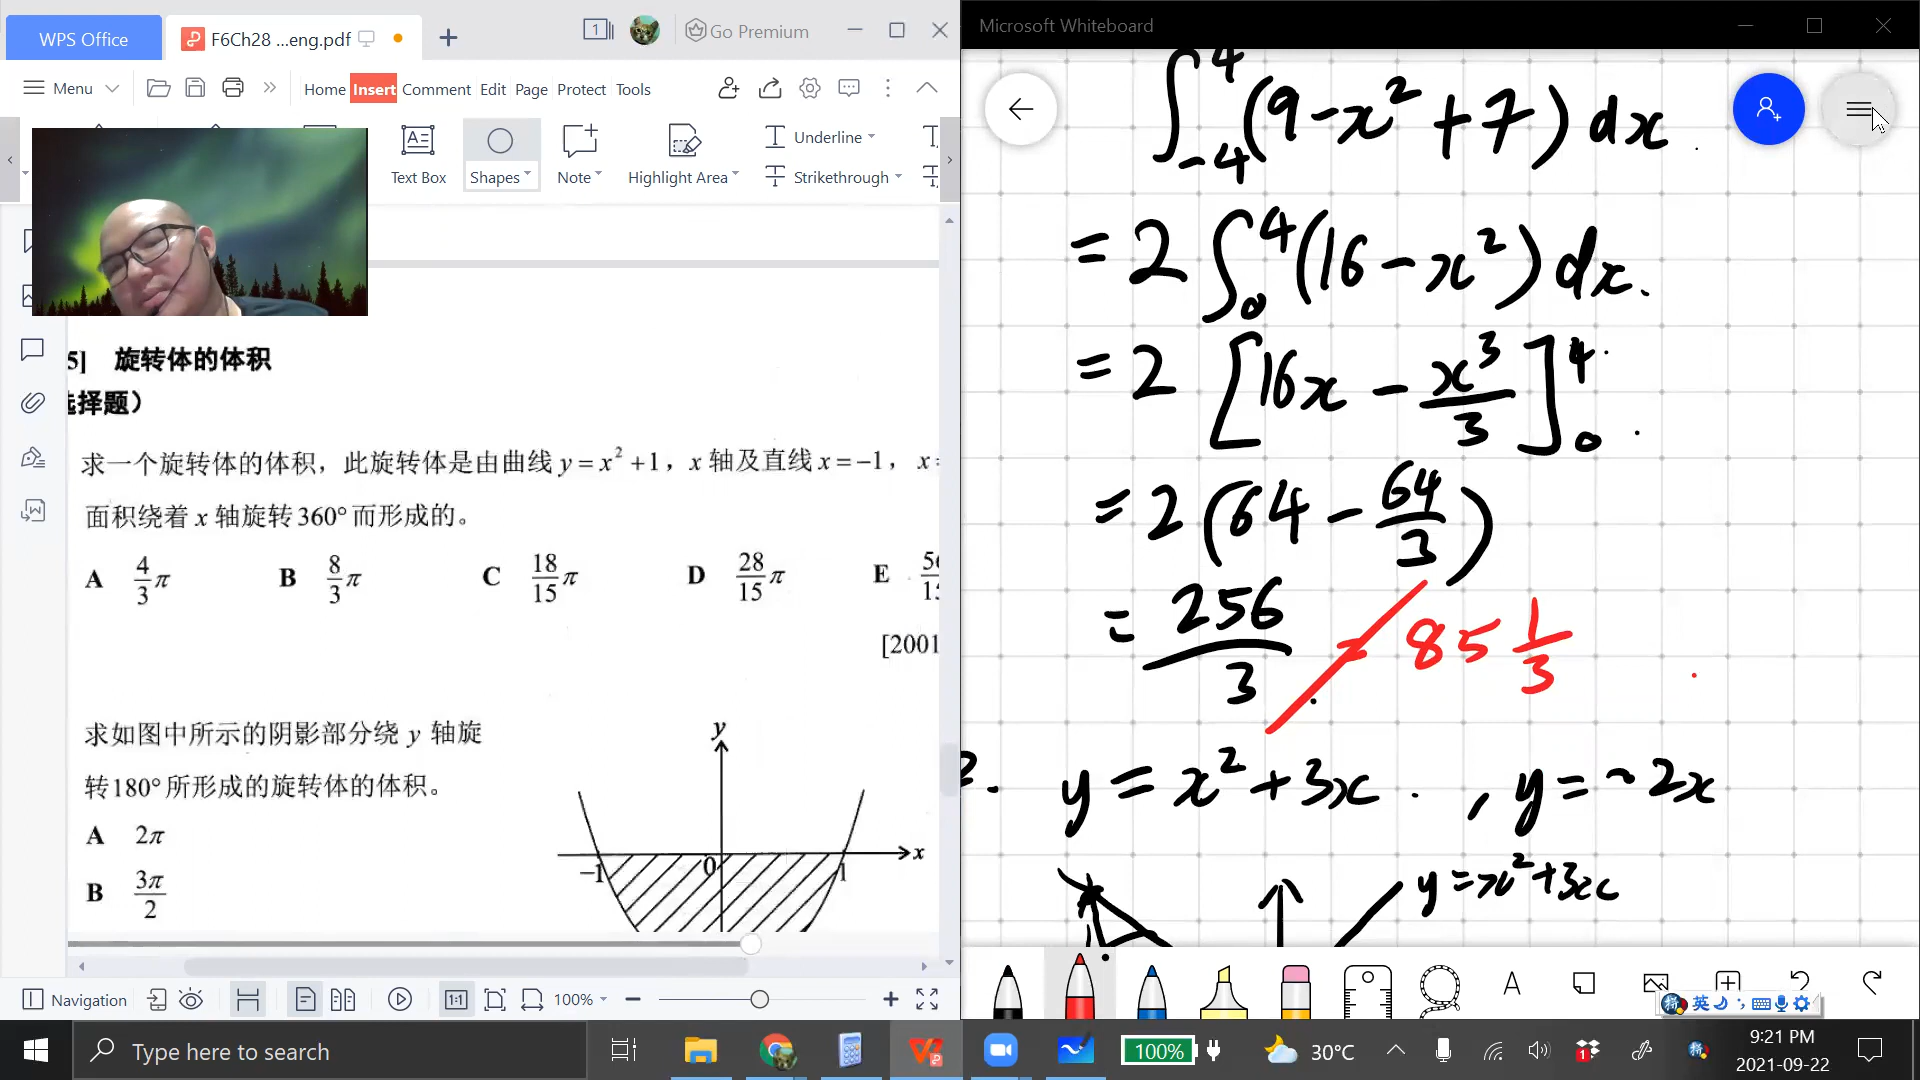 WPS Office
F6Ch28 ...eng.pdf
1
Go Premium
Menu
Home
Insert
Comment
Edit
Page
Protect
Tools
Text Box
Shapes
Note
Highlight Area
Underline
Strikethrough
5] 旋转体的体积
选择题）
求一个旋转体的体积，此旋转体是由曲线 y = x² + 1，x 轴及直线 x = −1，x =
面积绕着 x 轴旋转 360° 而形成的。
A 4/3 π B 8/3 π C 18/15 π D 28/15 π E
[2001
求如图中所示的阴影部分绕 y 轴旋
转180°所形成的旋转体的体积。
A 2π
B 3π/2
y
x
−1 0 1
Navigation
1:1
100%
Microsoft Whiteboard
∫₋₄⁴ (9 − x² + 7) dx
= 2 ∫₀⁴ (16 − x²) dx.
= 2 [16x − x³/3]₀⁴
= 2 (64 − 64/3)
= 256/3 = 85 1/3
y = x² + 3x , y = −2x
y = x² + 3x
A
英
Type here to search
100%
30°C
1
9:21 PM
2021-09-22